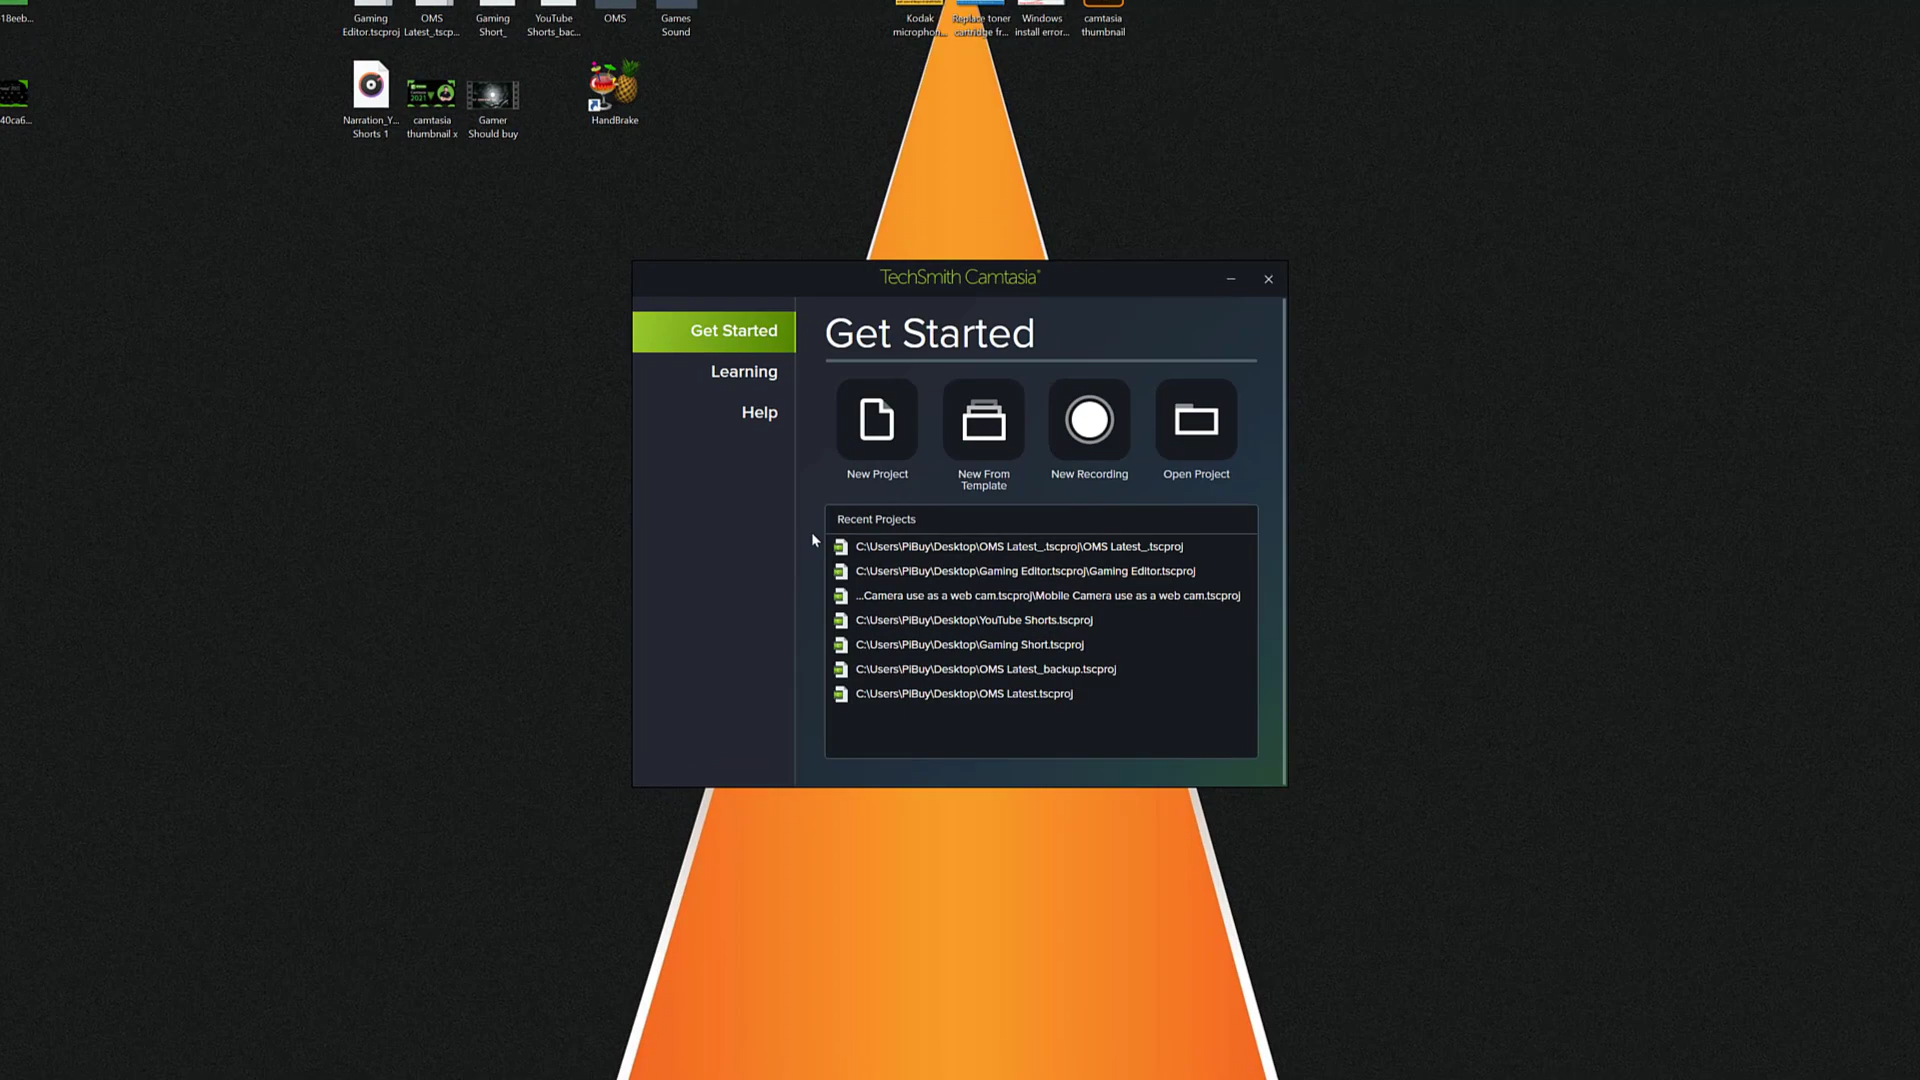 18eeb...
Gaming
Editor.tscproj
OMS
Latest_.tscp...
Gaming
Short_
YouTube
Shorts_bac...
OMS
Games
Sound
Kodak
microphon...
Replace toner
cartridge fr...
Windows
install error...
camtasia
thumbnail
40ca6...
Narration_Y...
Shorts 1
camtasia
thumbnail x
Gamer
Should buy
HandBrake
TechSmith Camtasia®
Get Started
Learning
Help
Get Started
New Project
New From
Template
New Recording
Open Project
Recent Projects
C:\Users\PiBuy\Desktop\OMS Latest_.tscproj\OMS Latest_.tscproj
C:\Users\PiBuy\Desktop\Gaming Editor.tscproj\Gaming Editor.tscproj
...Camera use as a web cam.tscproj\Mobile Camera use as a web cam.tscproj
C:\Users\PiBuy\Desktop\YouTube Shorts.tscproj
C:\Users\PiBuy\Desktop\Gaming Short.tscproj
C:\Users\PiBuy\Desktop\OMS Latest_backup.tscproj
C:\Users\PiBuy\Desktop\OMS Latest.tscproj